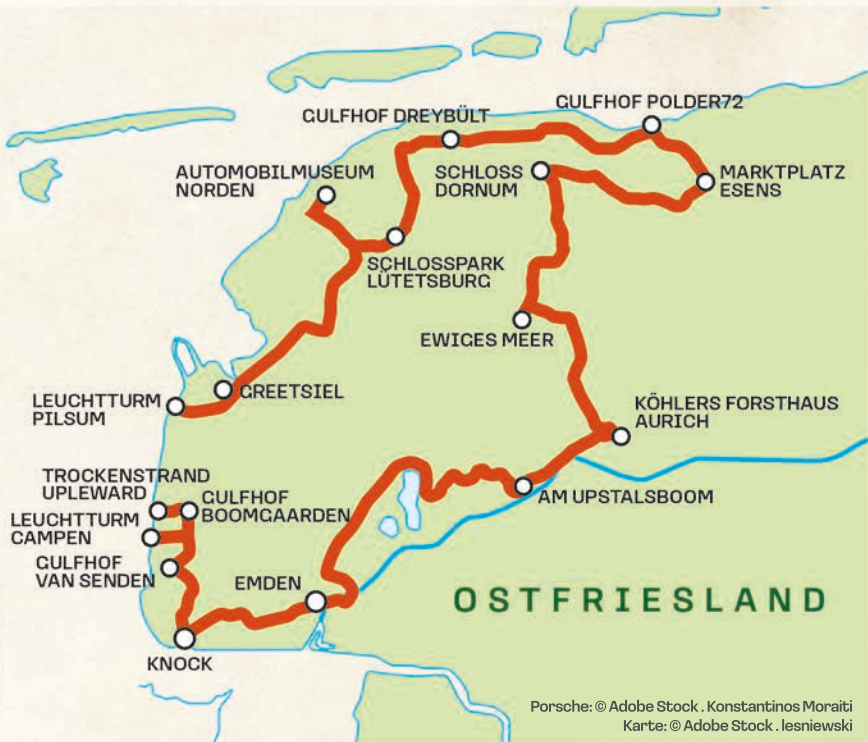 GULFHOF POLDER72
GULFHOF DREYBÜLT
AUTOMOBILMUSEUM
NORDEN
SCHLOSS
DORNUM
MARKTPLATZ
ESENS
SCHLOSSPARK
LÜTETSBURG
EWIGES MEER
GREETSIEL
LEUCHTTURM
PILSUM
KÖHLERS FORSTHAUS
AURICH
TROCKENSTRAND
UPLEWARD
GULFHOF
BOOMGAARDEN
AM UPSTALSBOOM
LEUCHTTURM
CAMPEN
GULFHOF
VAN SENDEN
EMDEN
OSTFRIESLAND
KNOCK
Porsche: © Adobe Stock . Konstantinos Moraiti
Karte: © Adobe Stock . lesniewski